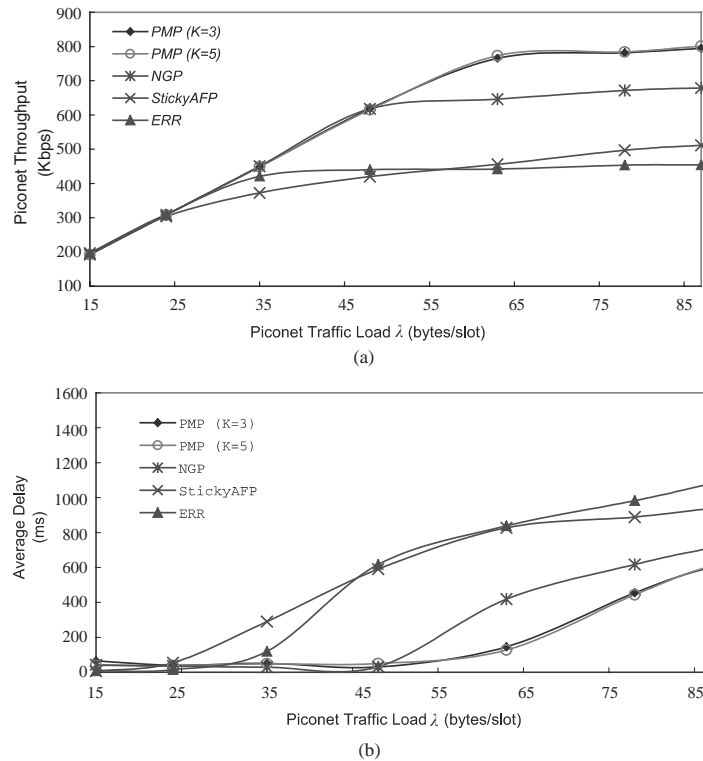 900
800
700
600
500
400
300
200
100
Piconet Throughput
(Kbps)
PMP (K=3)
PMP (K=5)
NGP
StickyAFP
ERR
15 25 35 45 55 65 75 85
Piconet Traffic Load λ (bytes/slot)
(a)
1600
1400
1200
1000
800
600
400
200
0
Average Delay
(ms)
PMP (K=3)
PMP (K=5)
NGP
StickyAFP
ERR
15 25 35 45 55 65 75 85
Piconet Traffic Load λ (bytes/slot)
(b)